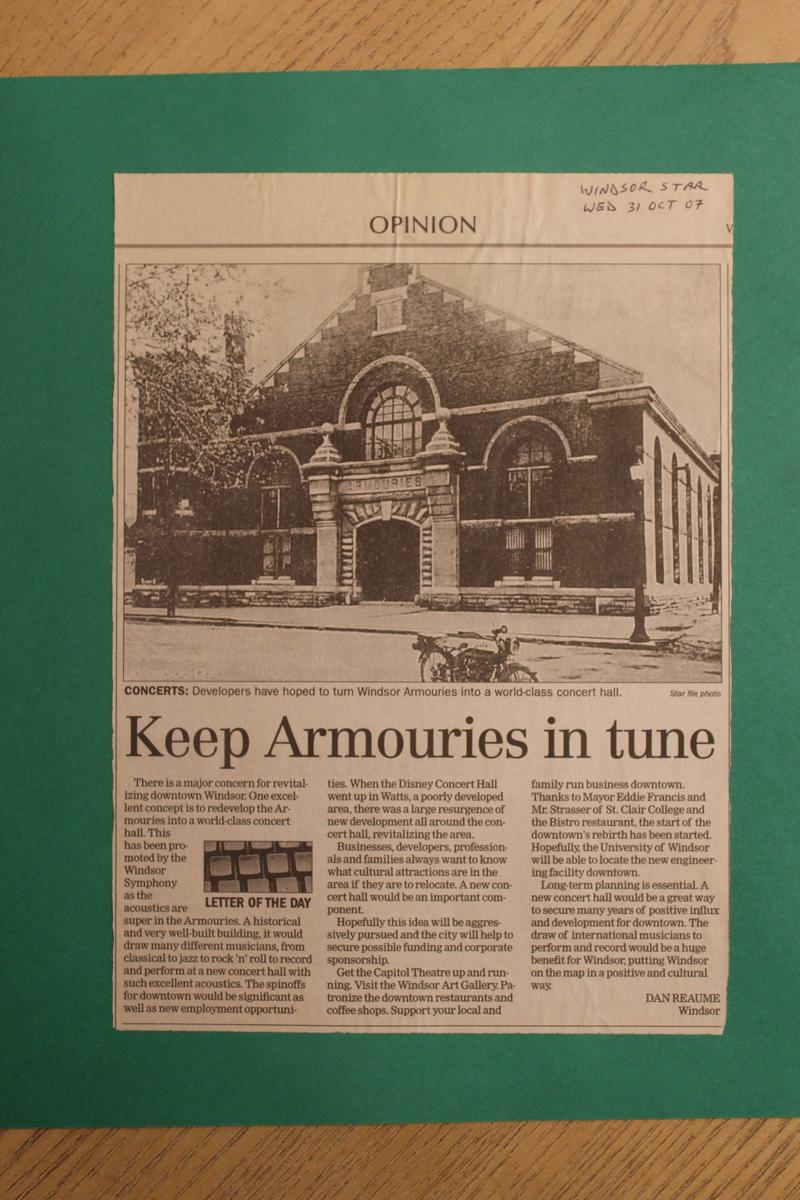 WINDSOR STAR
WED 31 OCT 07
OPINION
V
ARMOURIES
CONCERTS: Developers have hoped to turn Windsor Armouries into a world-class concert hall.
Star file photo
Keep Armouries in tune
There is a major concern for revital-
izing downtown Windsor. One excel-
lent concept is to redevelop the Ar-
mouries into a world-class concert
hall. This
has been pro-
moted by the
Windsor
Symphony
as the
acoustics are
LETTER OF THE DAY
super in the Armouries. A historical
and very well-built building, it would
draw many different musicians, from
classical to jazz to rock 'n' roll to record
and perform at a new concert hall with
such excellent acoustics. The spinoffs
for downtown would be significant as
well as new employment opportuni-
ties. When the Disney Concert Hall
went up in Watts, a poorly developed
area, there was a large resurgence of
new development all around the con-
cert hall, revitalizing the area.
Businesses, developers, profession-
als and families always want to know
what cultural attractions are in the
area if they are to relocate. A new con-
cert hall would be an important com-
ponent.
Hopefully this idea will be aggres-
sively pursued and the city will help to
secure possible funding and corporate
sponsorship.
Get the Capitol Theatre up and run-
ning. Visit the Windsor Art Gallery. Pa-
tronize the downtown restaurants and
coffee shops. Support your local and
family run business downtown.
Thanks to Mayor Eddie Francis and
Mr. Strasser of St. Clair College and
the Bistro restaurant, the start of the
downtown's rebirth has been started.
Hopefully, the University of Windsor
will be able to locate the new engineer-
ing facility downtown.
Long-term planning is essential. A
new concert hall would be a great way
to secure many years of positive influx
and development for downtown. The
draw of international musicians to
perform and record would be a huge
benefit for Windsor, putting Windsor
on the map in a positive and cultural
way.
DAN REAUME
Windsor